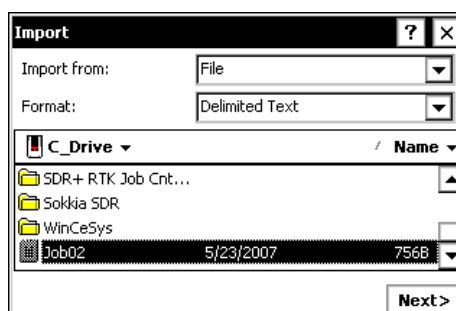 Import ? ×
Import from: File
Format: Delimited Text
C_Drive / Name
SDR+ RTK Job Cnt...
Sokkia SDR
WinCeSys
Job02 5/23/2007 756B
Next>